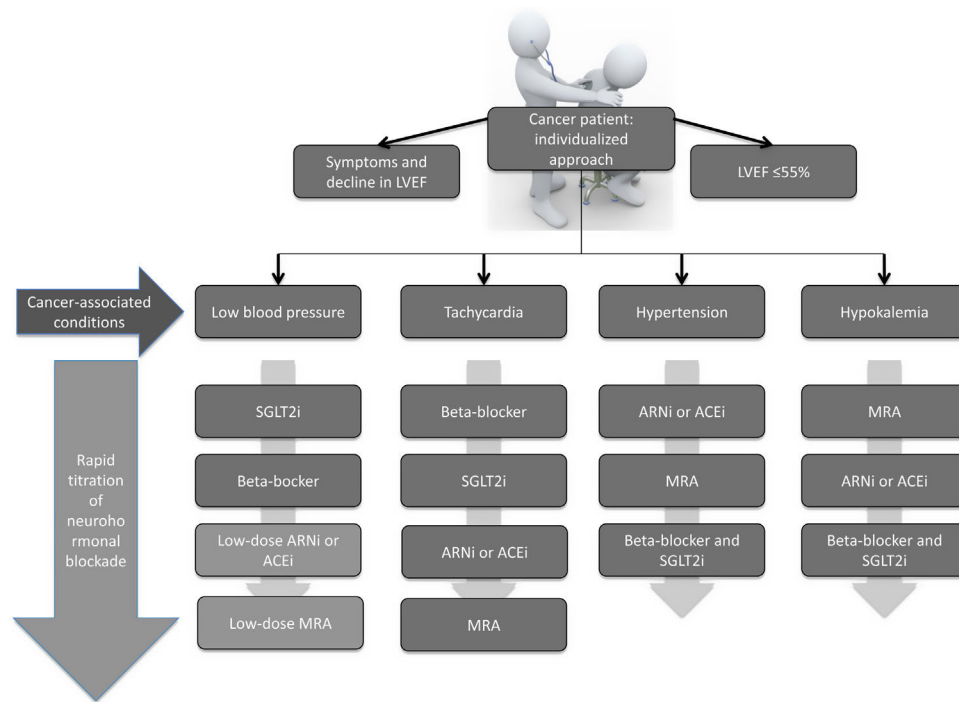 Cancer patient:
individualized
approach
Symptoms and
decline in LVEF
LVEF ≤55%
Cancer-associated
conditions
Low blood pressure
Tachycardia
Hypertension
Hypokalemia
Rapid
titration
of
neuroho
rmonal
blockade
SGLT2i
Beta-blocker
ARNi or ACEi
MRA
Beta-bocker
SGLT2i
MRA
ARNi or ACEi
Low-dose ARNi or
ACEi
ARNi or ACEi
Beta-blocker and
SGLT2i
Beta-blocker and
SGLT2i
Low-dose MRA
MRA